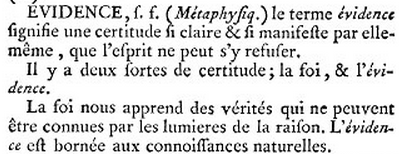 ÉVIDENCE, ſ. f. (Métaphyſiq.) le terme évidence
ſignifie une certitude ſi claire & ſi manifeſte par elle-
même, que l'eſprit ne peut s'y refuſer.
Il y a deux ſortes de certitude; la foi, & l'évi-
dence.
La foi nous apprend des vérités qui ne peuvent
être connues par les lumieres de la raiſon. L'éviden-
ce eſt bornée aux connoiſſances naturelles.